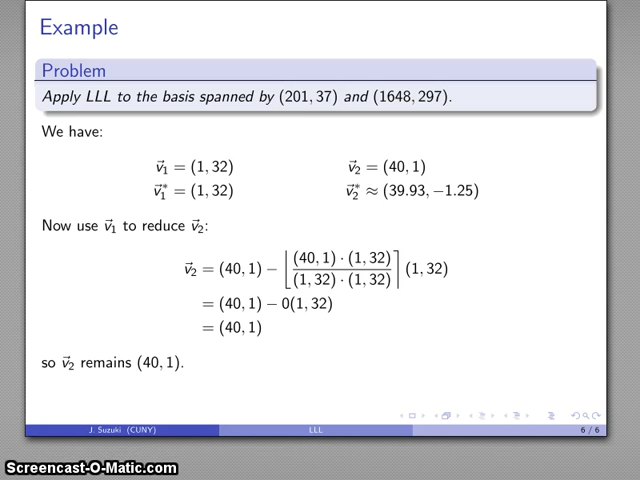 Example
Problem
Apply LLL to the basis spanned by (201, 37) and (1648, 297).
We have:
v⃗₁ = (1, 32) v⃗₂ = (40, 1)
v⃗₁* = (1, 32) v⃗₂* ≈ (39.93, −1.25)
Now use v⃗₁ to reduce v⃗₂:
v⃗₂ = (40, 1) − ⌊(40, 1) · (1, 32) / (1, 32) · (1, 32)⌉ (1, 32)
= (40, 1) − 0(1, 32)
= (40, 1)
so v⃗₂ remains (40, 1).
J. Suzuki (CUNY) LLL 6 / 6
Screencast-O-Matic.com